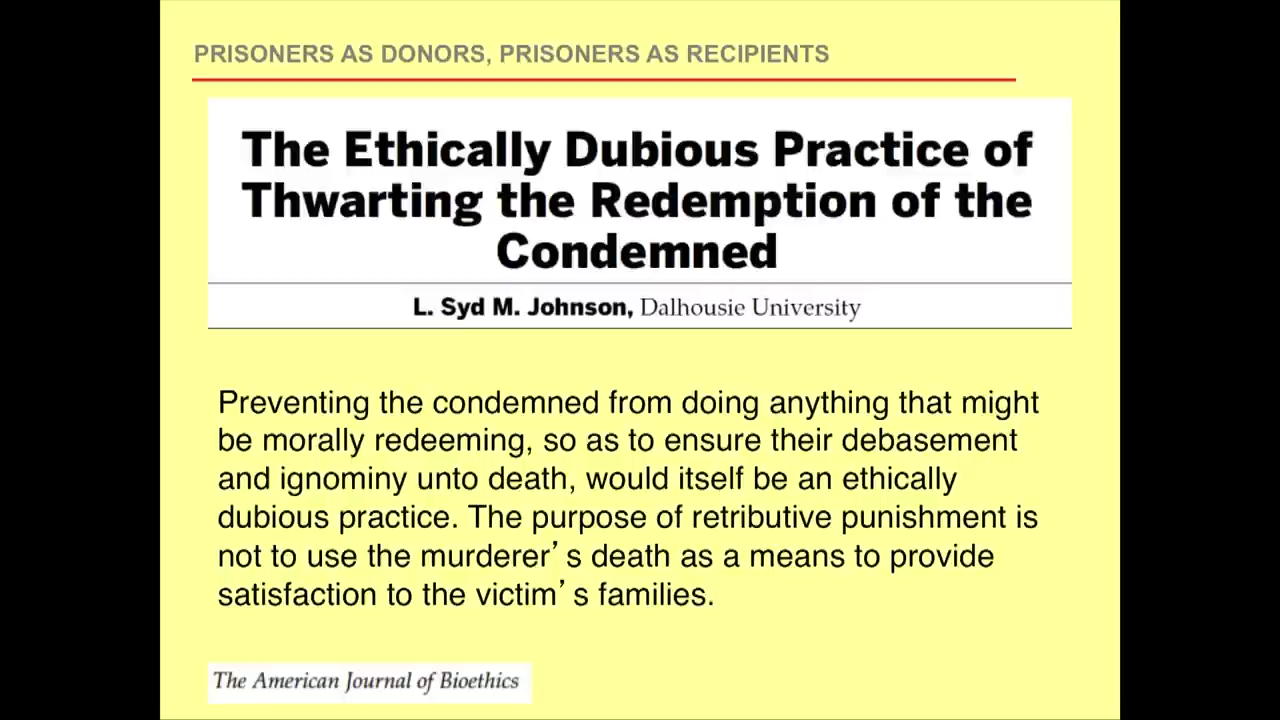 PRISONERS AS DONORS, PRISONERS AS RECIPIENTS
The Ethically Dubious Practice of
Thwarting the Redemption of the
Condemned
L. Syd M. Johnson, Dalhousie University
Preventing the condemned from doing anything that might
be morally redeeming, so as to ensure their debasement
and ignominy unto death, would itself be an ethically
dubious practice. The purpose of retributive punishment is
not to use the murderer’s death as a means to provide
satisfaction to the victim’s families.
The American Journal of Bioethics